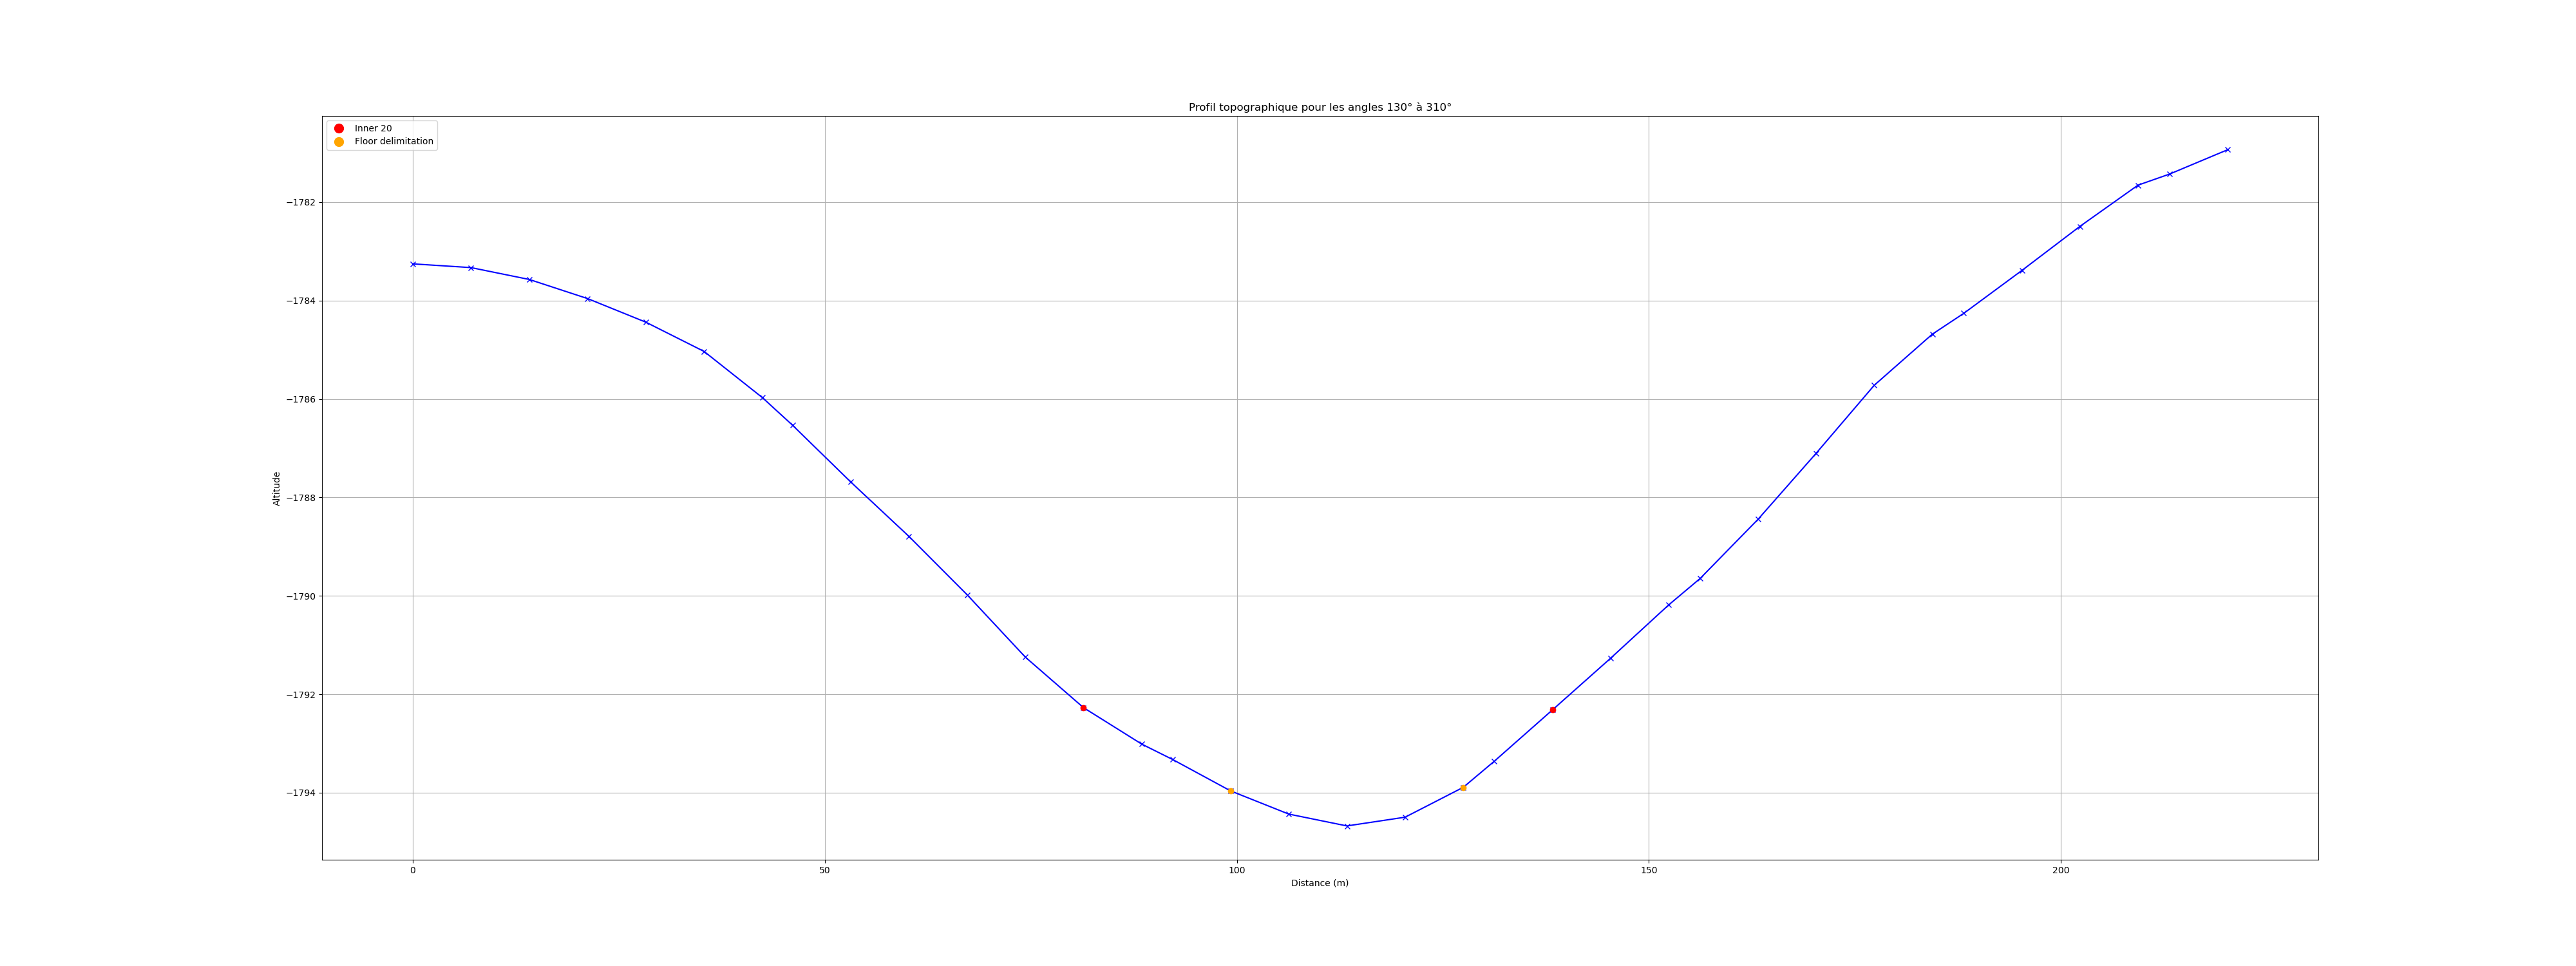 Profil topographique pour les angles 130° à 310°
Inner 20
Floor delimitation
Altitude
−1782
−1784
−1786
−1788
−1790
−1792
−1794
0
50
100
150
200
Distance (m)